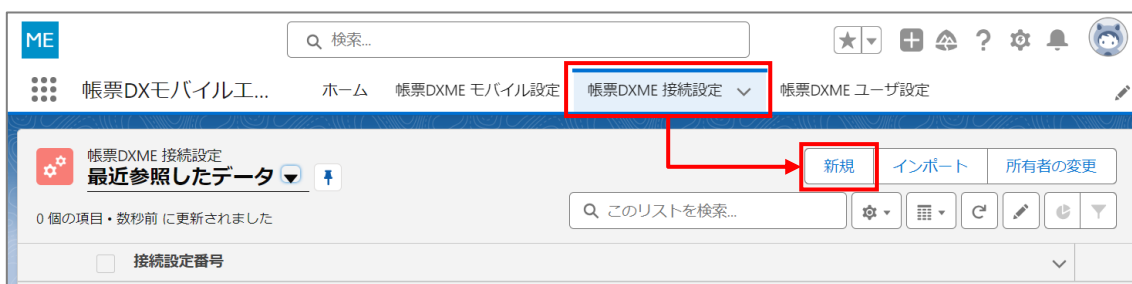 ME
検索...
帳票DXモバイルエ...
ホーム
帳票DXME モバイル設定
帳票DXME 接続設定
帳票DXME ユーザ設定
帳票DXME 接続設定
最近参照したデータ
新規
インポート
所有者の変更
0 個の項目・数秒前 に更新されました
このリストを検索...
接続設定番号